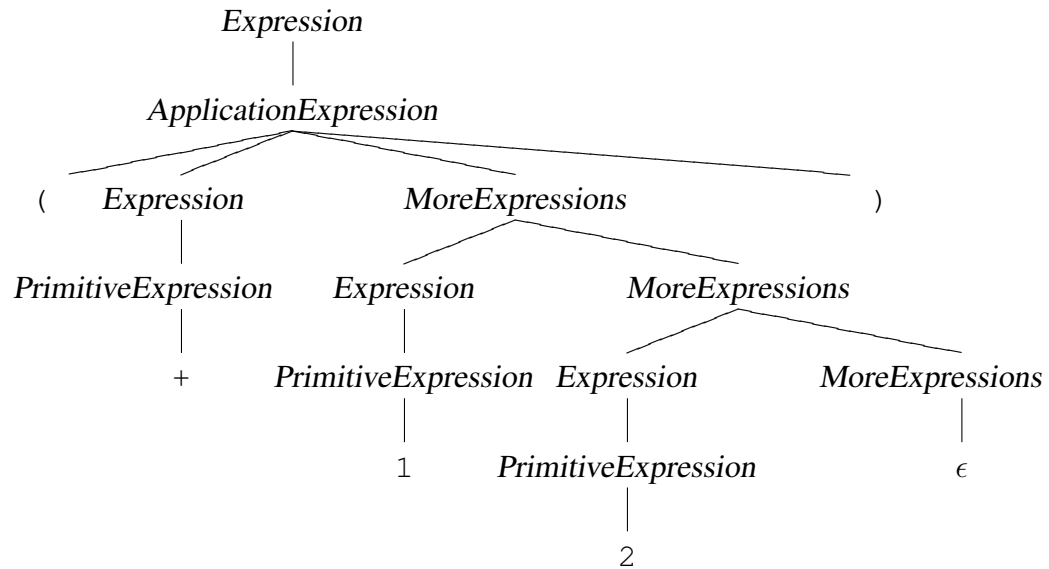 Expression
ApplicationExpression
( Expression MoreExpressions )
PrimitiveExpression Expression MoreExpressions
+ PrimitiveExpression Expression MoreExpressions
1 PrimitiveExpression ϵ
2